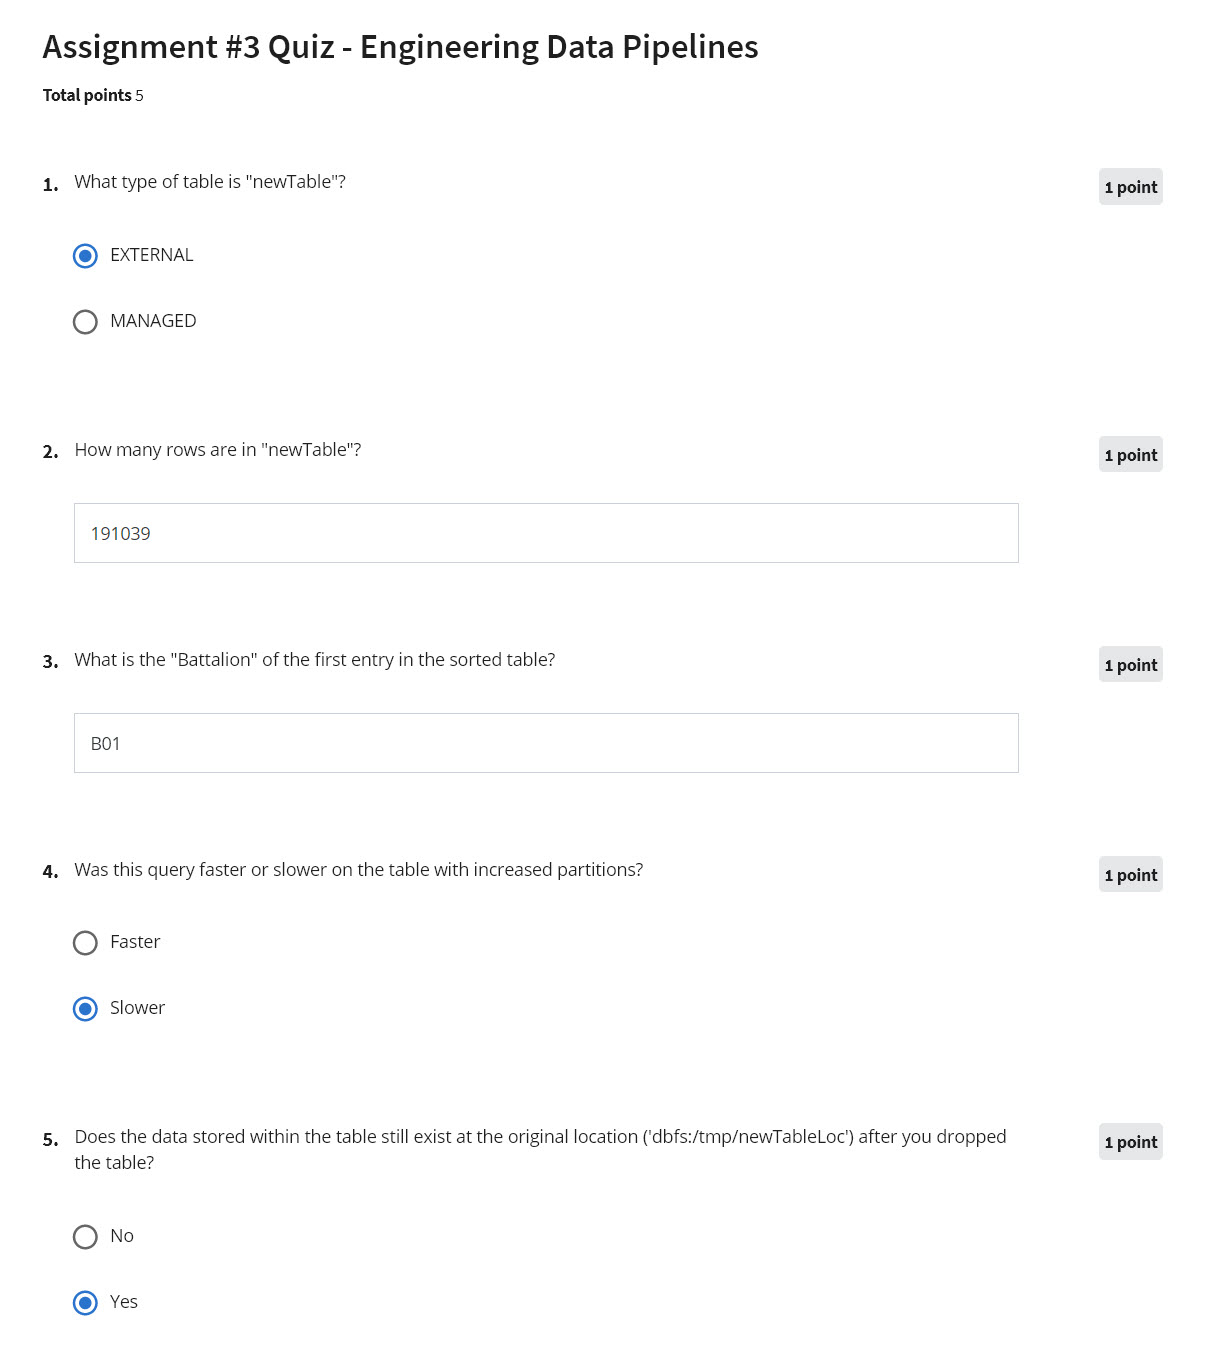 Assignment #3 Quiz - Engineering Data Pipelines
Total points 5
1. What type of table is "newTable"?
1 point
EXTERNAL
MANAGED
2. How many rows are in "newTable"?
1 point
191039
3. What is the "Battalion" of the first entry in the sorted table?
1 point
B01
4. Was this query faster or slower on the table with increased partitions?
1 point
Faster
Slower
5. Does the data stored within the table still exist at the original location ('dbfs:/tmp/newTableLoc') after you dropped
the table?
1 point
No
Yes